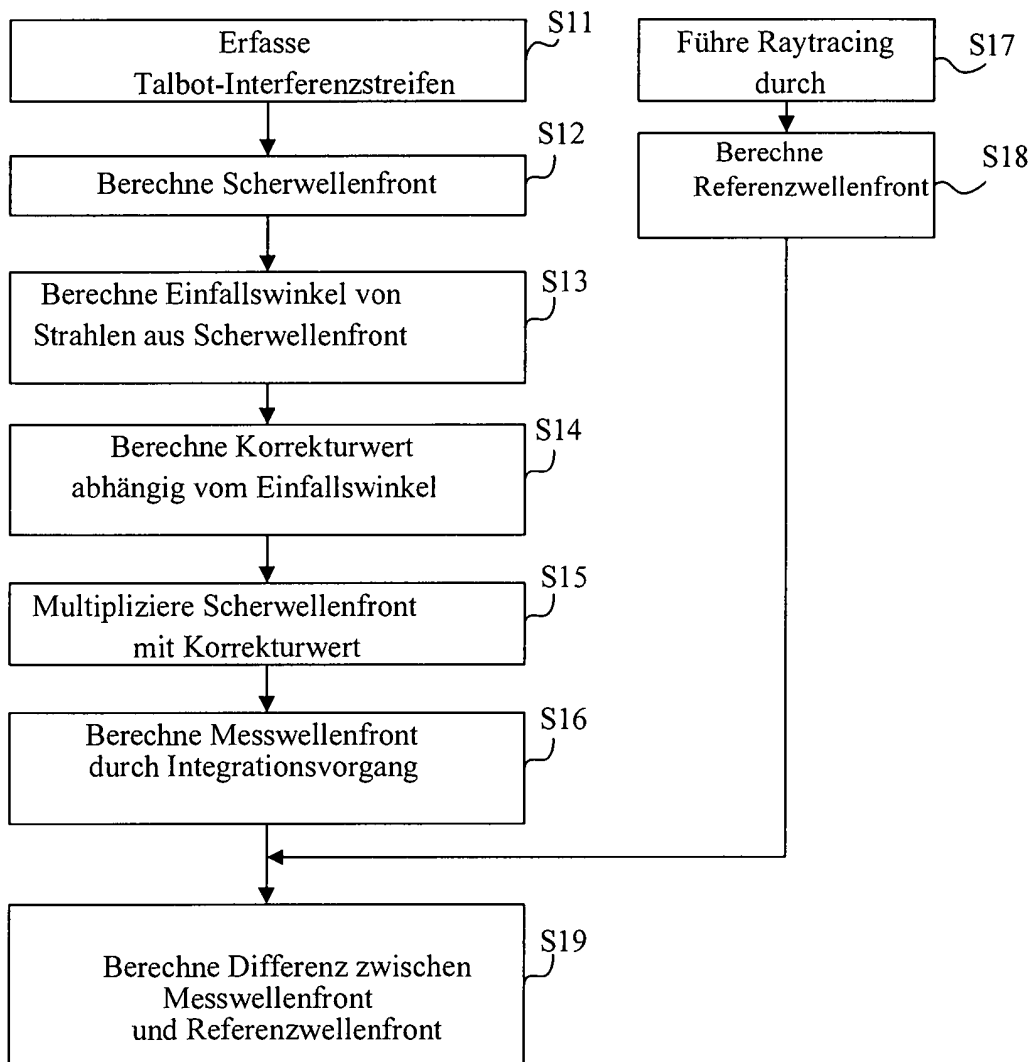 Erfasse
Talbot-Interferenzstreifen
S11
Berechne Scherwellenfront
S12
Berechne Einfallswinkel von
Strahlen aus Scherwellenfront
S13
Berechne Korrekturwert
abhängig vom Einfallswinkel
S14
Multipliziere Scherwellenfront
mit Korrekturwert
S15
Berechne Messwellenfront
durch Integrationsvorgang
S16
Führe Raytracing
durch
S17
Berechne
Referenzwellenfront
S18
Berechne Differenz zwischen
Messwellenfront
und Referenzwellenfront
S19